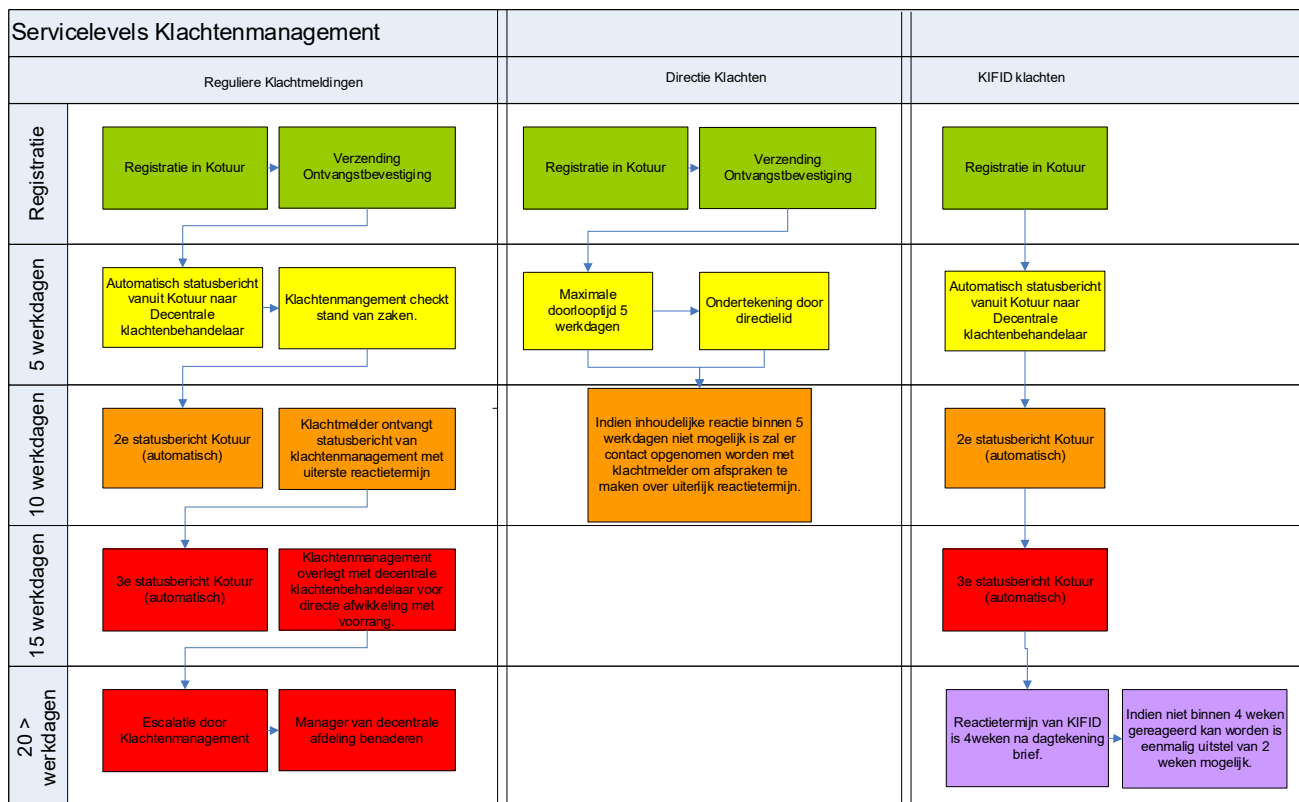 Servicelevels Klachtenmanagement
Reguliere Klachtmeldingen
Directie Klachten
KIFID klachten
Registratie
Registratie in Kotuur
Verzending
Ontvangstbevestiging
Registratie in Kotuur
Verzending
Ontvangstbevestiging
Registratie in Kotuur
5 werkdagen
Automatisch statusbericht
vanuit Kotuur naar
Decentrale
klachtenbehandelaar
Klachtenmangement checkt
stand van zaken.
Maximale
doorlooptijd 5
werkdagen
Ondertekening door
directielid
Automatisch statusbericht
vanuit Kotuur naar
Decentrale
klachtenbehandelaar
10 werkdagen
2e statusbericht Kotuur
(automatisch)
Klachtmelder ontvangt
statusbericht van
klachtenmanagement met
uiterste reactietermijn
Indien inhoudelijke reactie binnen 5
werkdagen niet mogelijk is zal er
contact opgenomen worden met
klachtmelder om afspraken te
maken over uiterlijk reactietermijn.
2e statusbericht Kotuur
(automatisch)
15 werkdagen
3e statusbericht Kotuur
(automatisch)
Klachtenmanagement
overlegt met decentrale
klachtenbehandelaar voor
directe afwikkeling met
voorrang.
3e statusbericht Kotuur
(automatisch)
20 >
werkdagen
Escalatie door
Klachtenmanagement
Manager van decentrale
afdeling benaderen
Reactietermijn van KIFID
is 4weken na dagtekening
brief.
Indien niet binnen 4 weken
gereageerd kan worden is
eenmalig uitstel van 2
weken mogelijk.